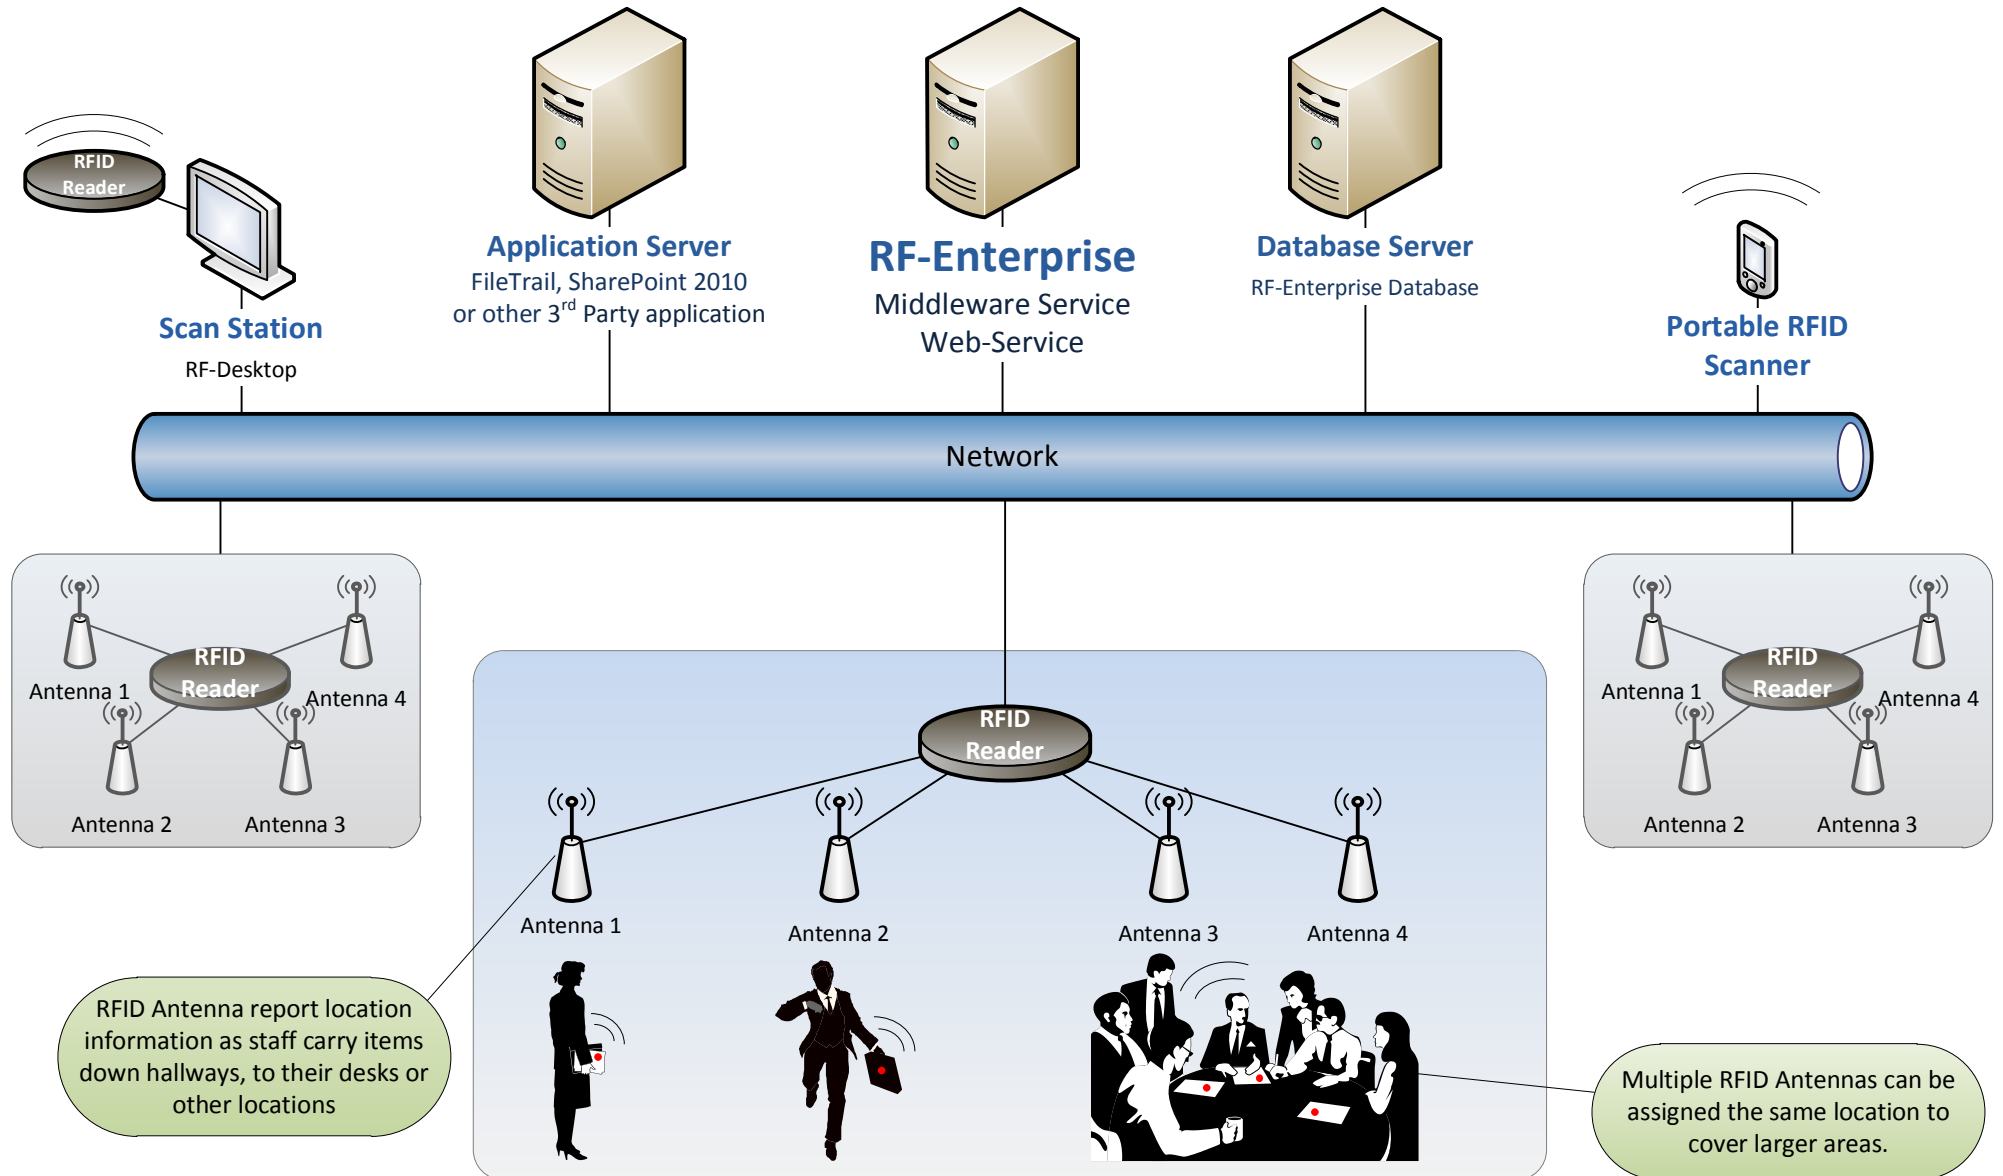 RFID
Reader
Scan Station
RF-Desktop
Application Server
FileTrail, SharePoint 2010
or other 3rd Party application
RF-Enterprise
Middleware Service
Web-Service
Database Server
RF-Enterprise Database
Portable RFID
Scanner
Network
RFID
Reader
Antenna 1
Antenna 4
Antenna 2
Antenna 3
RFID
Reader
Antenna 1
Antenna 2
Antenna 3
Antenna 4
RFID
Reader
Antenna 1
Antenna 4
Antenna 2
Antenna 3
RFID Antenna report location
information as staff carry items
down hallways, to their desks or
other locations
Multiple RFID Antennas can be
assigned the same location to
cover larger areas.